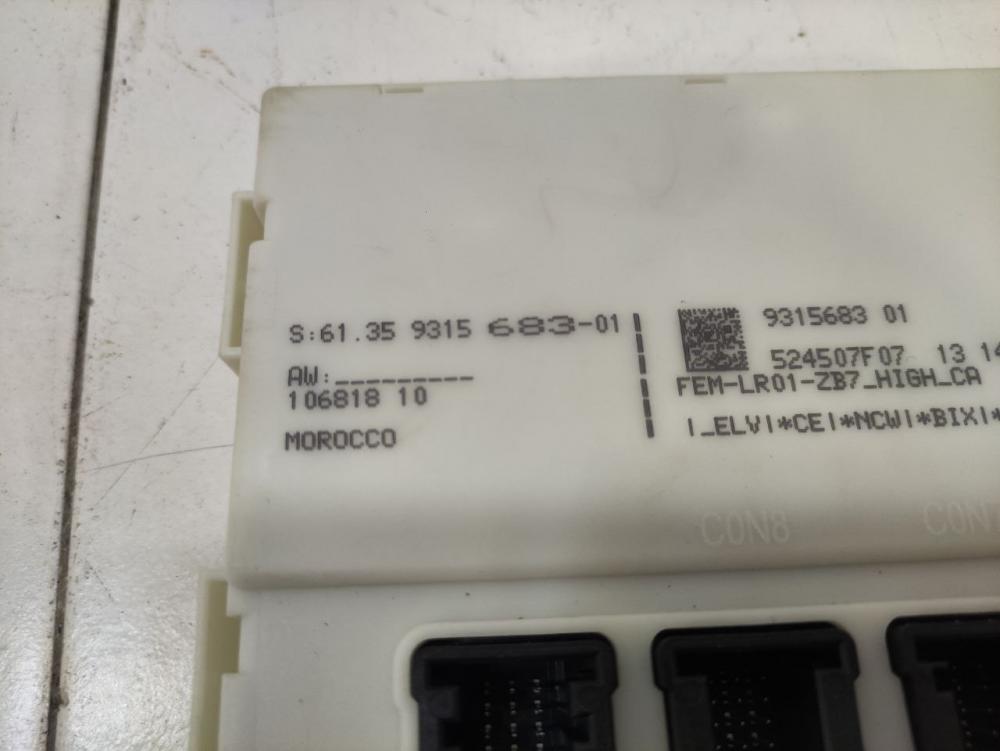 S:61.35 9315 683-01
AW:_________
106818 10
MOROCCO
9315683 01
524507F07 13 14
FEM-LR01-ZB7_HIGH_CA
|_ELV|*CE|*NCW|*BIX|*
CON8
CON